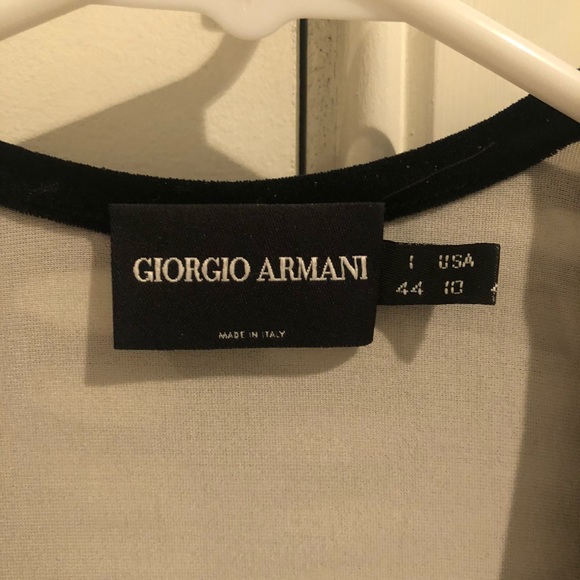 GIORGIO ARMANI
MADE IN ITALY
I USA
44 10